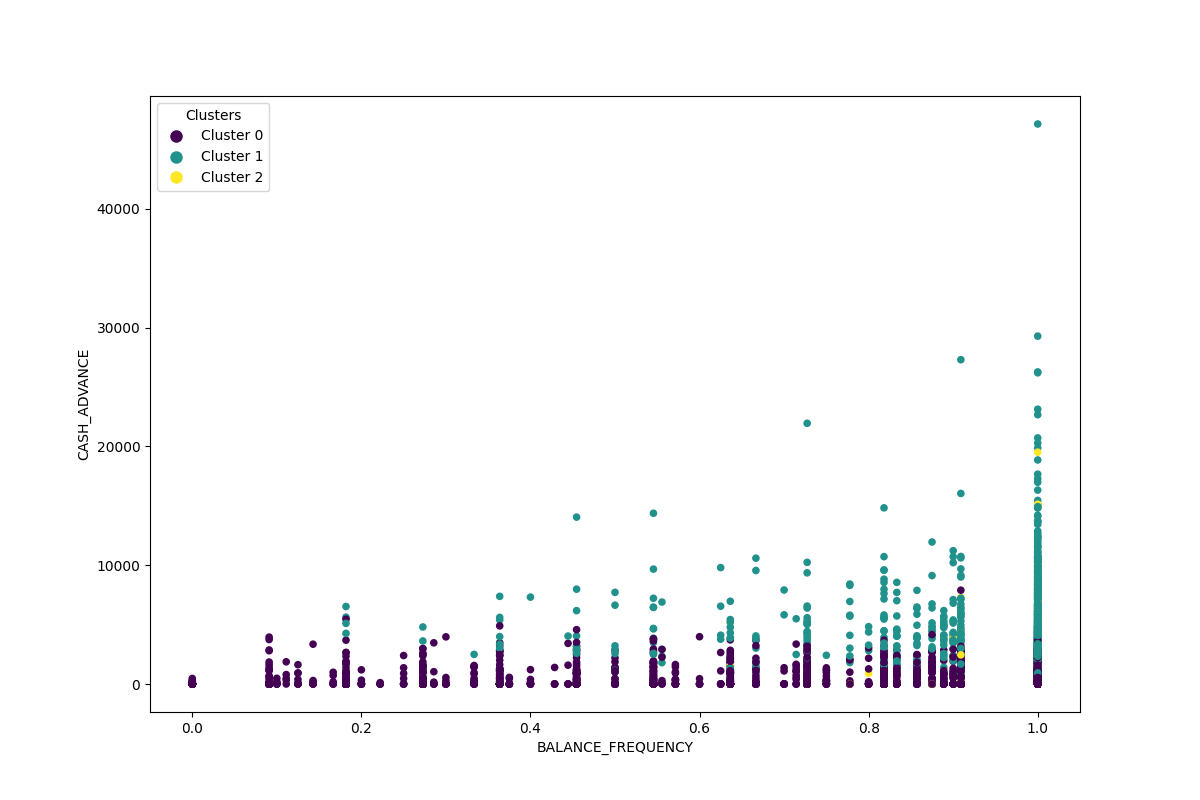 Clusters
Cluster 0
Cluster 1
Cluster 2
CASH_ADVANCE
40000
30000
20000
10000
0
0.0 0.2 0.4 0.6 0.8 1.0
BALANCE_FREQUENCY